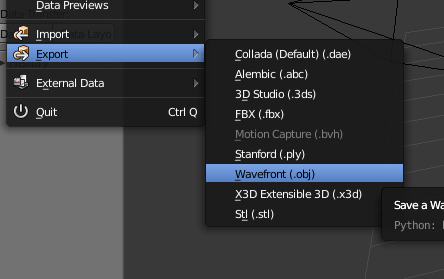 Data Previews
Import
Export
External Data
Quit Ctrl Q
Collada (Default) (.dae)
Alembic (.abc)
3D Studio (.3ds)
FBX (.fbx)
Motion Capture (.bvh)
Stanford (.ply)
Wavefront (.obj)
X3D Extensible 3D (.x3d)
Stl (.stl)
Save a Wa
Python: